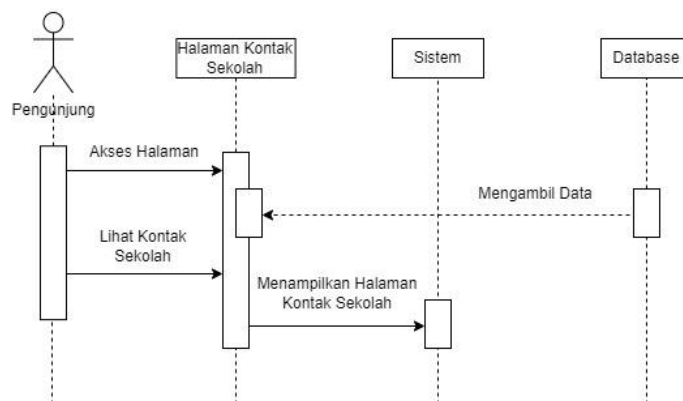 Halaman Kontak
Sekolah
Sistem
Database
Pengunjung
Akses Halaman
Mengambil Data
Lihat Kontak
Sekolah
Menampilkan Halaman
Kontak Sekolah